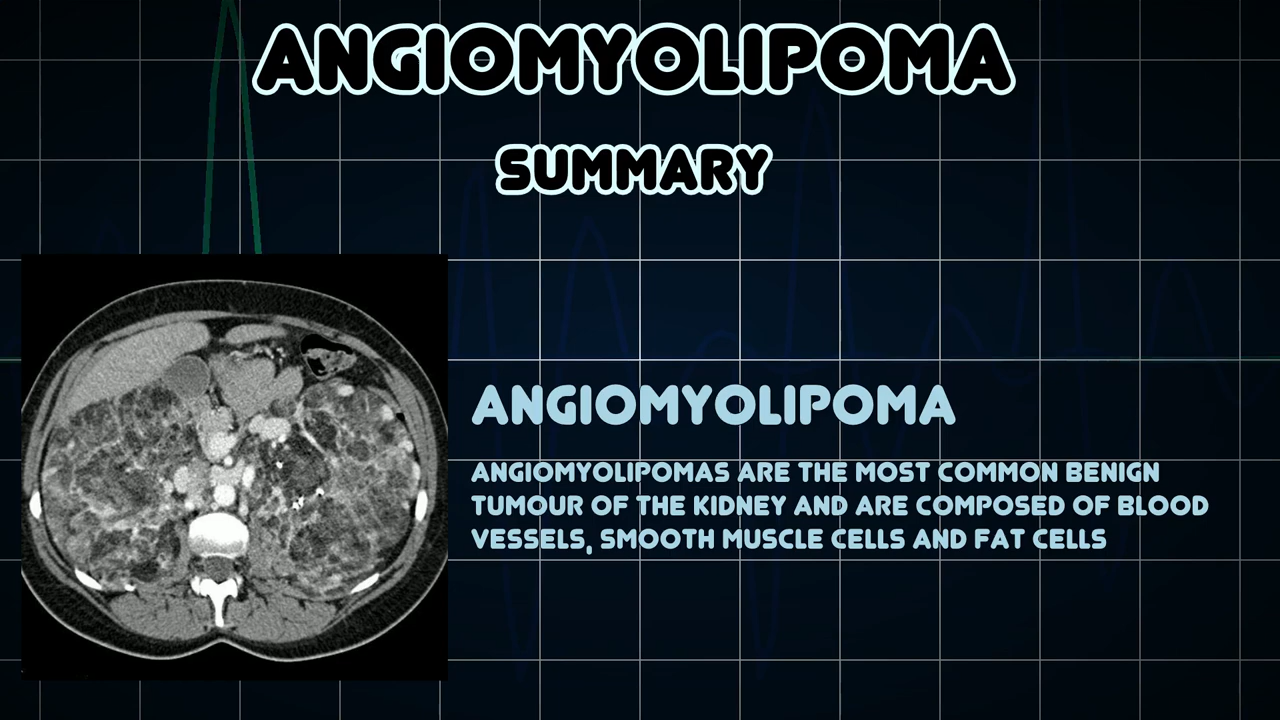 ANGIOMYOLIPOMA
SUMMARY
ANGIOMYOLIPOMA
ANGIOMYOLIPOMAS ARE THE MOST COMMON BENIGN
TUMOUR OF THE KIDNEY AND ARE COMPOSED OF BLOOD
VESSELS, SMOOTH MUSCLE CELLS AND FAT CELLS